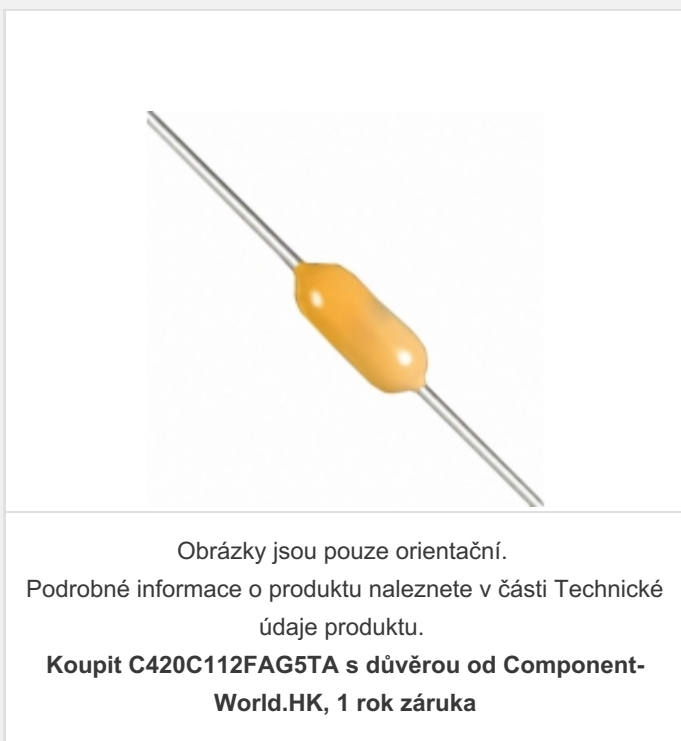 Obrázky jsou pouze orientační.
Podrobné informace o produktu naleznete v části Technické
údaje produktu.
Koupit C420C112FAG5TA s důvěrou od Component-
World.HK, 1 rok záruka